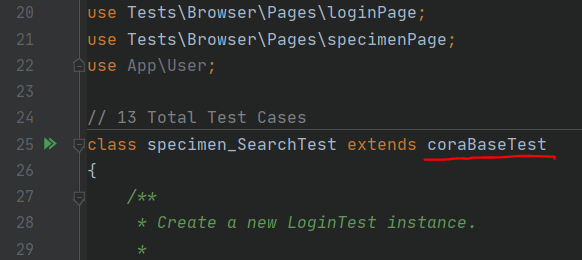 20 use Tests\Browser\Pages\loginPage;
21 use Tests\Browser\Pages\specimenPage;
22 use App\User;
23
24 // 13 Total Test Cases
25 class specimen_SearchTest extends coraBaseTest
26 {
27 /**
28 * Create a new LoginTest instance.
29 *